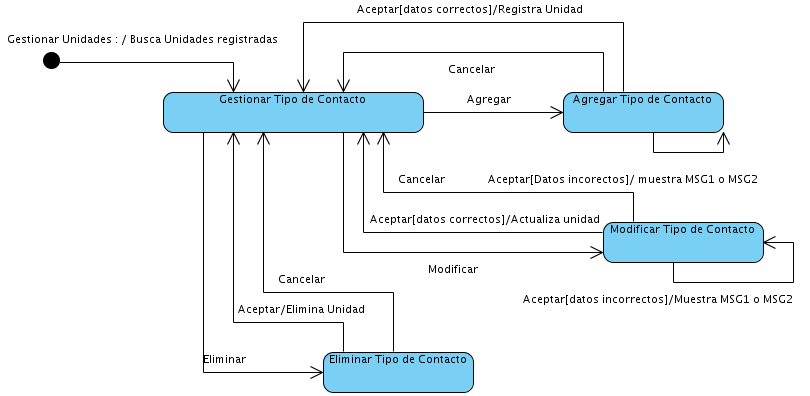 Aceptar[datos correctos]/Registra Unidad
Gestionar Unidades : / Busca Unidades registradas
Cancelar
Gestionar Tipo de Contacto
Agregar
Agregar Tipo de Contacto
Cancelar
Aceptar[Datos incorectos]/ muestra MSG1 o MSG2
Aceptar[datos correctos]/Actualiza unidad
Modificar Tipo de Contacto
Modificar
Cancelar
Aceptar[datos incorrectos]/Muestra MSG1 o MSG2
Aceptar/Elimina Unidad
Eliminar
Eliminar Tipo de Contacto